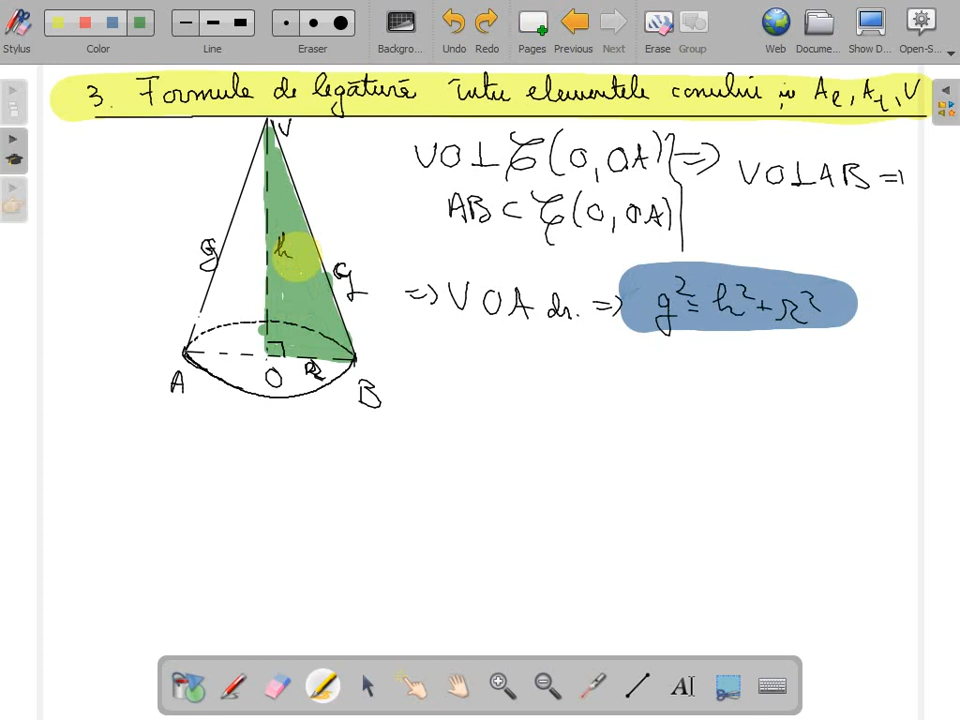 Stylus
Color
Line
Eraser
Backgro...
Undo
Redo
Pages
Previous
Next
Erase
Group
Web
Docume...
Show D...
Open-S...
3. Formule de legătură între elementele conului și Aℓ, At, V
V
VO⊥𝒞(O, OA) ⇒ VO⊥AB ⇒
AB⊂𝒞(O, OA)
h
g
g
⇒ VOA dr. ⇒ g²=h²+r²
A
O
R
B
AI